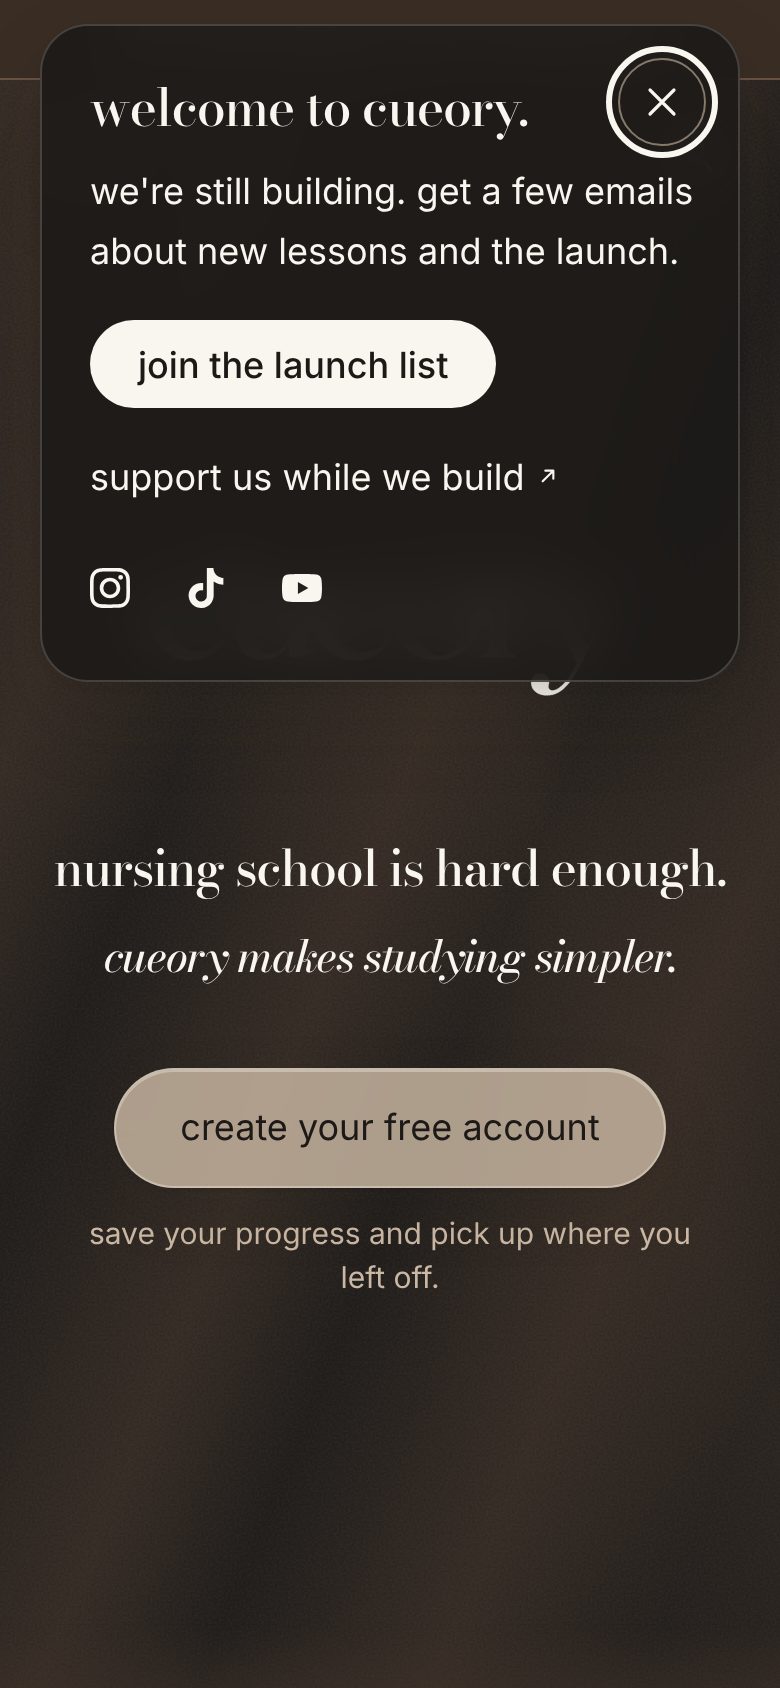 welcome to cueory.
we're still building. get a few emails
about new lessons and the launch.
join the launch list
support us while we build ↗
cueory
nursing school is hard enough.
cueory makes studying simpler.
create your free account
save your progress and pick up where you
left off.